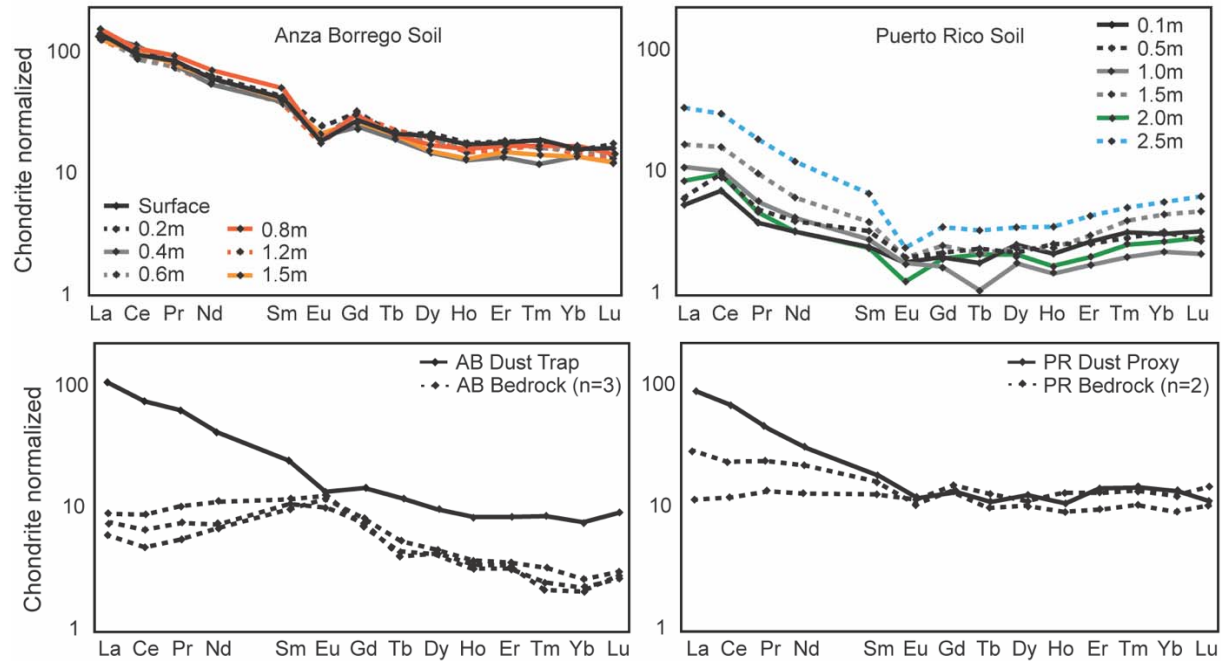 Chondrite normalized
100
10
1
Anza Borrego Soil
Surface
0.2m
0.4m
0.6m
0.8m
1.2m
1.5m
La Ce Pr Nd Sm Eu Gd Tb Dy Ho Er Tm Yb Lu
100
10
1
Puerto Rico Soil
0.1m
0.5m
1.0m
1.5m
2.0m
2.5m
La Ce Pr Nd Sm Eu Gd Tb Dy Ho Er Tm Yb Lu
Chondrite normalized
100
10
1
AB Dust Trap
AB Bedrock (n=3)
La Ce Pr Nd Sm Eu Gd Tb Dy Ho Er Tm Yb Lu
100
10
1
PR Dust Proxy
PR Bedrock (n=2)
La Ce Pr Nd Sm Eu Gd Tb Dy Ho Er Tm Yb Lu